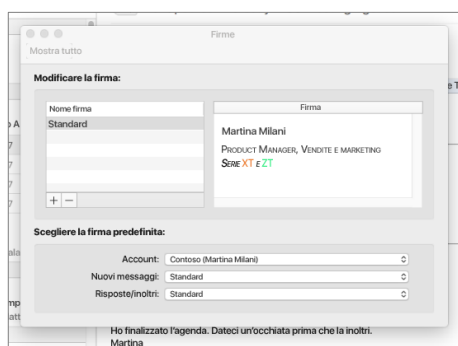 Firme
Mostra tutto
Modificare la firma:
Nome firma
Standard
Firma
Martina Milani
Product Manager, Vendite e marketing
Serie XT e ZT
+ −
Scegliere la firma predefinita:
Account: Contoso (Martina Milani)
Nuovi messaggi: Standard
Risposte/inoltri: Standard
Ho finalizzato l'agenda. Dateci un'occhiata prima che la inoltri.
Martina